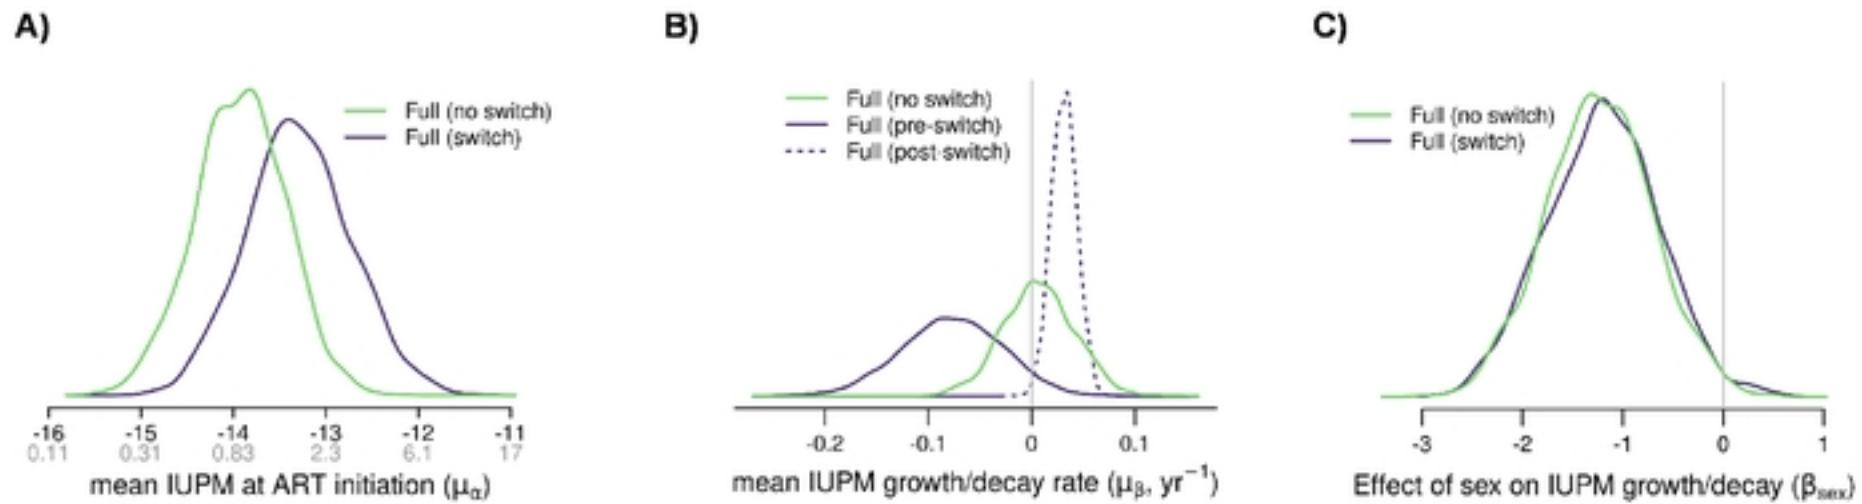 A)
Full (no switch)
Full (switch)
-16 -15 -14 -13 -12 -11
0.11 0.31 0.83 2.3 6.1 17
mean IUPM at ART initiation (μα)
B)
Full (no switch)
Full (pre-switch)
Full (post-switch)
-0.2 -0.1 0 0.1
mean IUPM growth/decay rate (μβ, yr⁻¹)
C)
Full (no switch)
Full (switch)
-3 -2 -1 0 1
Effect of sex on IUPM growth/decay (βsex)